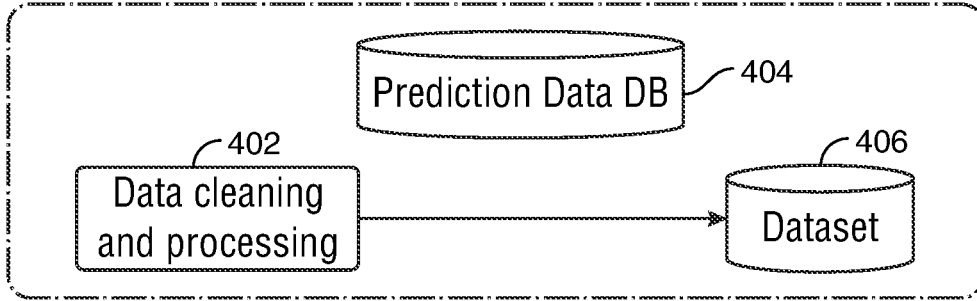 Prediction Data DB
404
402
Data cleaning
and processing
406
Dataset